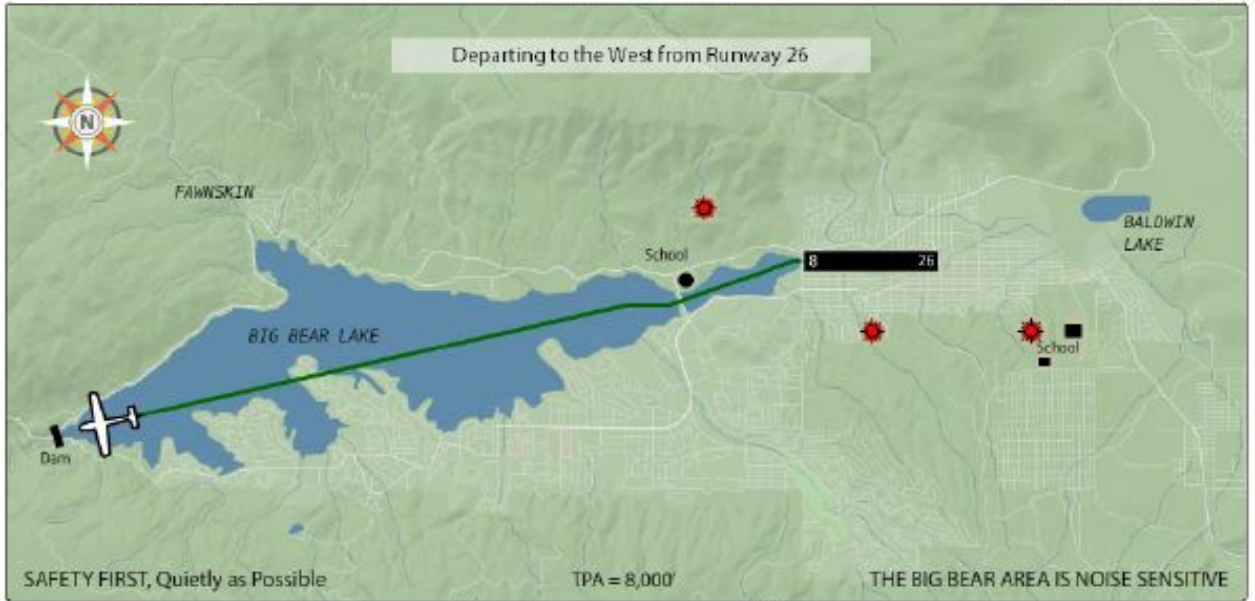 Departing to the West from Runway 26
N
FAWNSKIN
BALDWIN
LAKE
School
8 26
BIG BEAR LAKE
School
Dam
SAFETY FIRST, Quietly as Possible
TPA = 8,000'
THE BIG BEAR AREA IS NOISE SENSITIVE